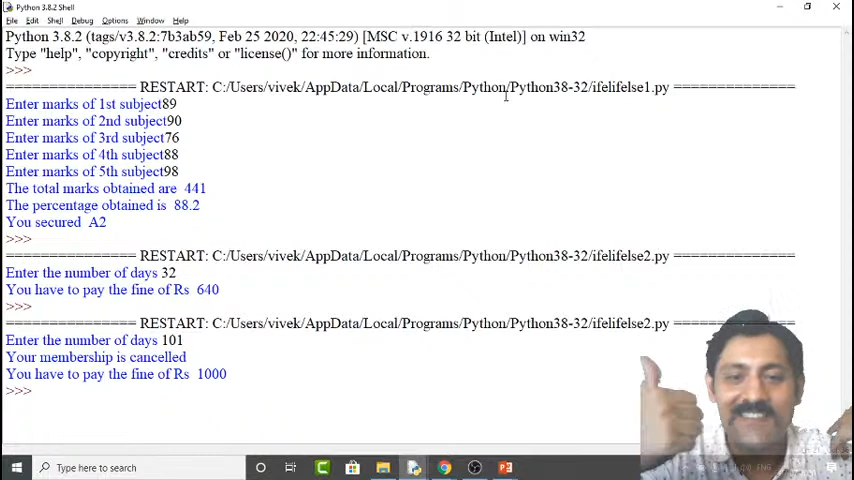 Python 3.8.2 Shell
File Edit Shell Debug Options Window Help
Python 3.8.2 (tags/v3.8.2:7b3ab59, Feb 25 2020, 22:45:29) [MSC v.1916 32 bit (Intel)] on win32
Type "help", "copyright", "credits" or "license()" for more information.
>>>
=============== RESTART: C:/Users/vivek/AppData/Local/Programs/Python/Python38-32/ifelifelse1.py ==============
Enter marks of 1st subject89
Enter marks of 2nd subject90
Enter marks of 3rd subject76
Enter marks of 4th subject88
Enter marks of 5th subject98
The total marks obtained are  441
The percentage obtained is  88.2
You secured  A2
>>>
=============== RESTART: C:/Users/vivek/AppData/Local/Programs/Python/Python38-32/ifelifelse2.py ==============
Enter the number of days 32
You have to pay the fine of Rs  640
>>>
=============== RESTART: C:/Users/vivek/AppData/Local/Programs/Python/Python38-32/ifelifelse2.py ==============
Enter the number of days 101
Your membership is cancelled
You have to pay the fine of Rs  1000
>>>
Type here to search
ENG